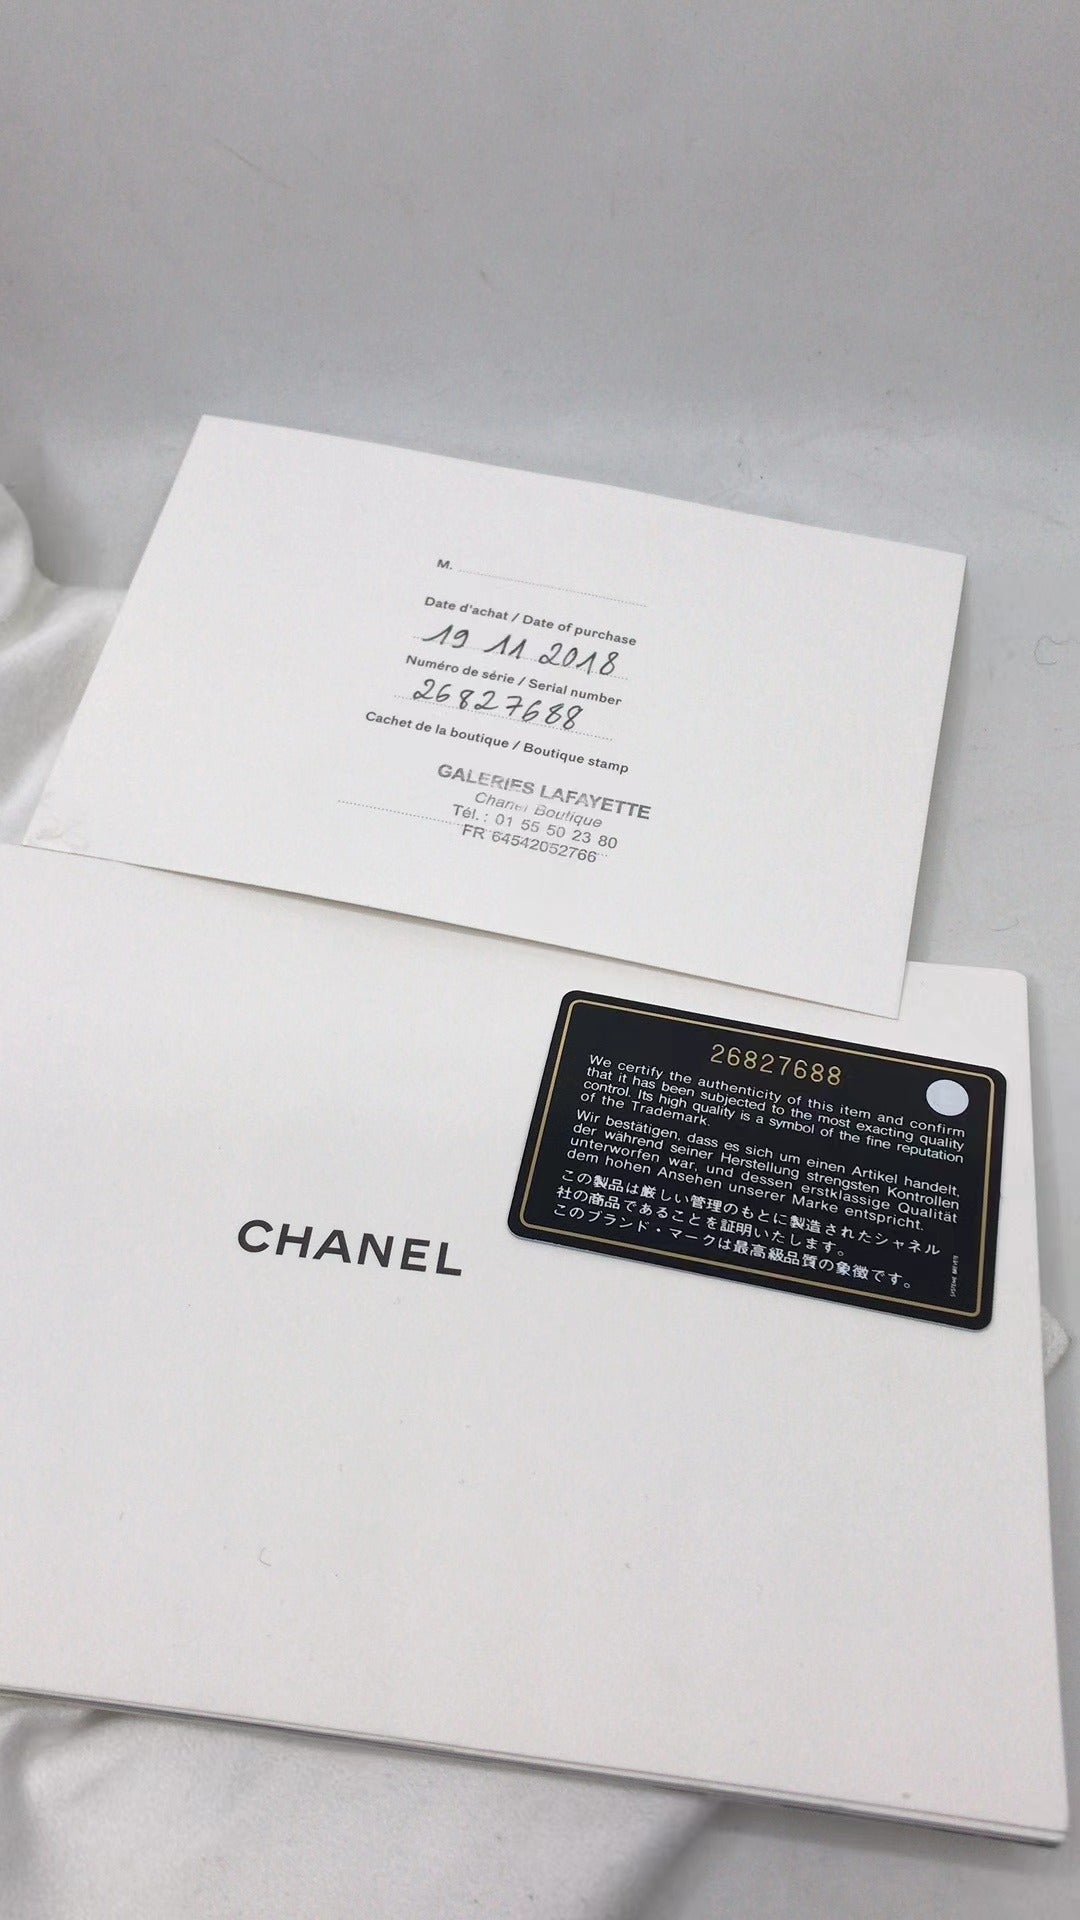 M.
Date d'achat / Date of purchase
19 11 2018
Numéro de série / Serial number
26827688
Cachet de la boutique / Boutique stamp
GALERIES LAFAYETTE
Chanel Boutique
Tél. : 01 55 50 23 80
FR 64542052766
26827688
We certify the authenticity of this item and confirm
that it has been subjected to the most exacting quality
control. Its high quality is a symbol of the fine reputation
of the Trademark.
Wir bestätigen, dass es sich um einen Artikel handelt,
der während seiner Herstellung strengsten Kontrollen
unterworfen war, und dessen erstklassige Qualität
dem hohen Ansehen unserer Marke entspricht.
この製品は厳しい管理のもとに製造されたシャネル
社の商品であることを証明いたします。
このブランド・マークは最高級品質の象徴です。
SYSTEME BREVETE
CHANEL